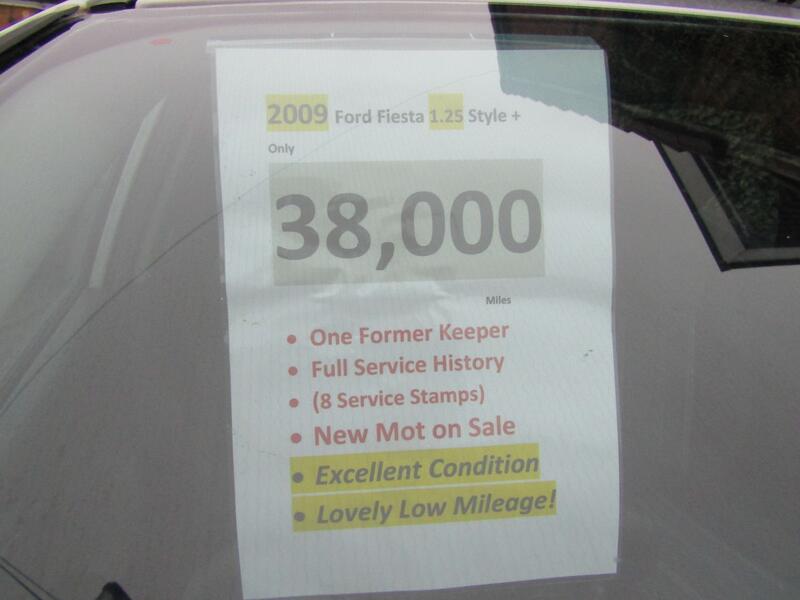 2009 Ford Fiesta 1.25 Style +
Only
38,000
Miles
• One Former Keeper
• Full Service History
• (8 Service Stamps)
• New Mot on Sale
• Excellent Condition
• Lovely Low Mileage!